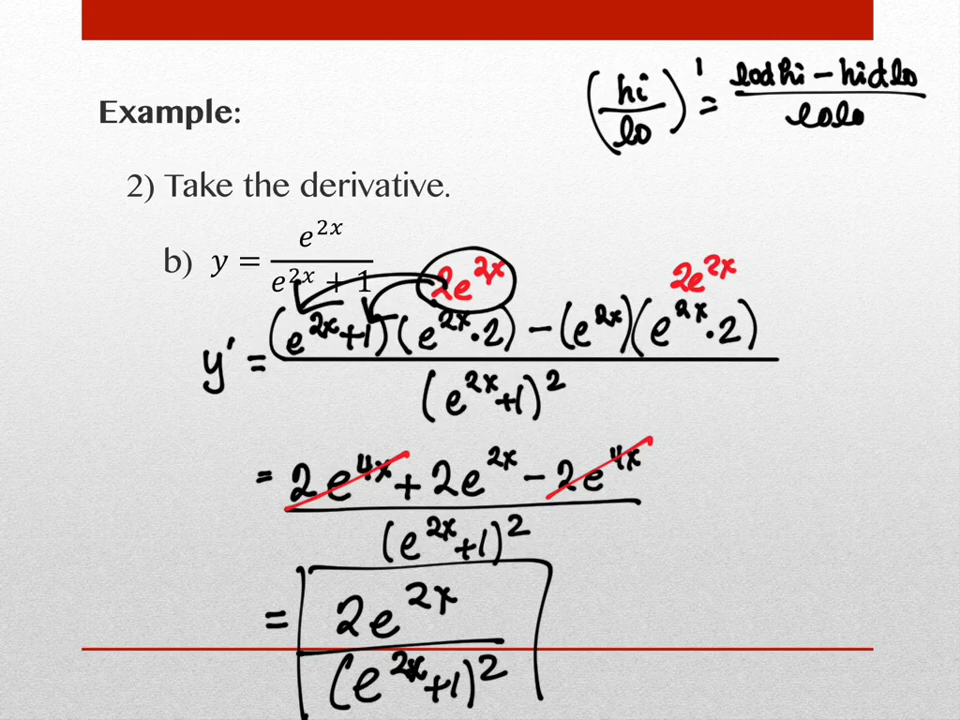 (hi/lo)' = (lodhi - hidlo)/(lolo)
Example:
2) Take the derivative.
b) y = e^{2x}/(e^{2x} + 1)
2e^{2x} 2e^{2x}
y' = ((e^{2x}+1)(e^{2x}·2) - (e^{2x})(e^{2x}·2))/(e^{2x}+1)^2
= (2e^{4x} + 2e^{2x} - 2e^{4x})/(e^{2x}+1)^2
= 2e^{2x}/(e^{2x}+1)^2